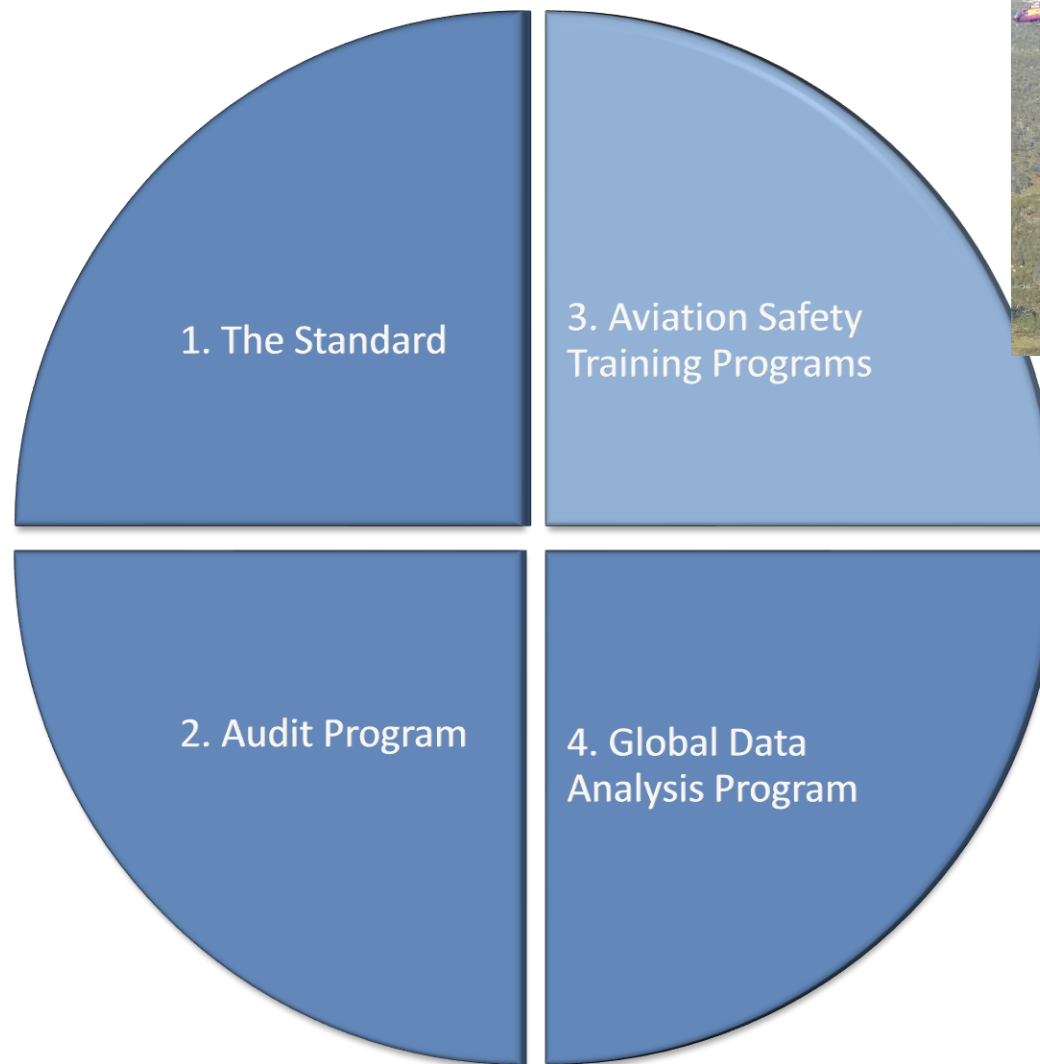 1. The Standard
3. Aviation Safety
Training Programs
2. Audit Program
4. Global Data
Analysis Program